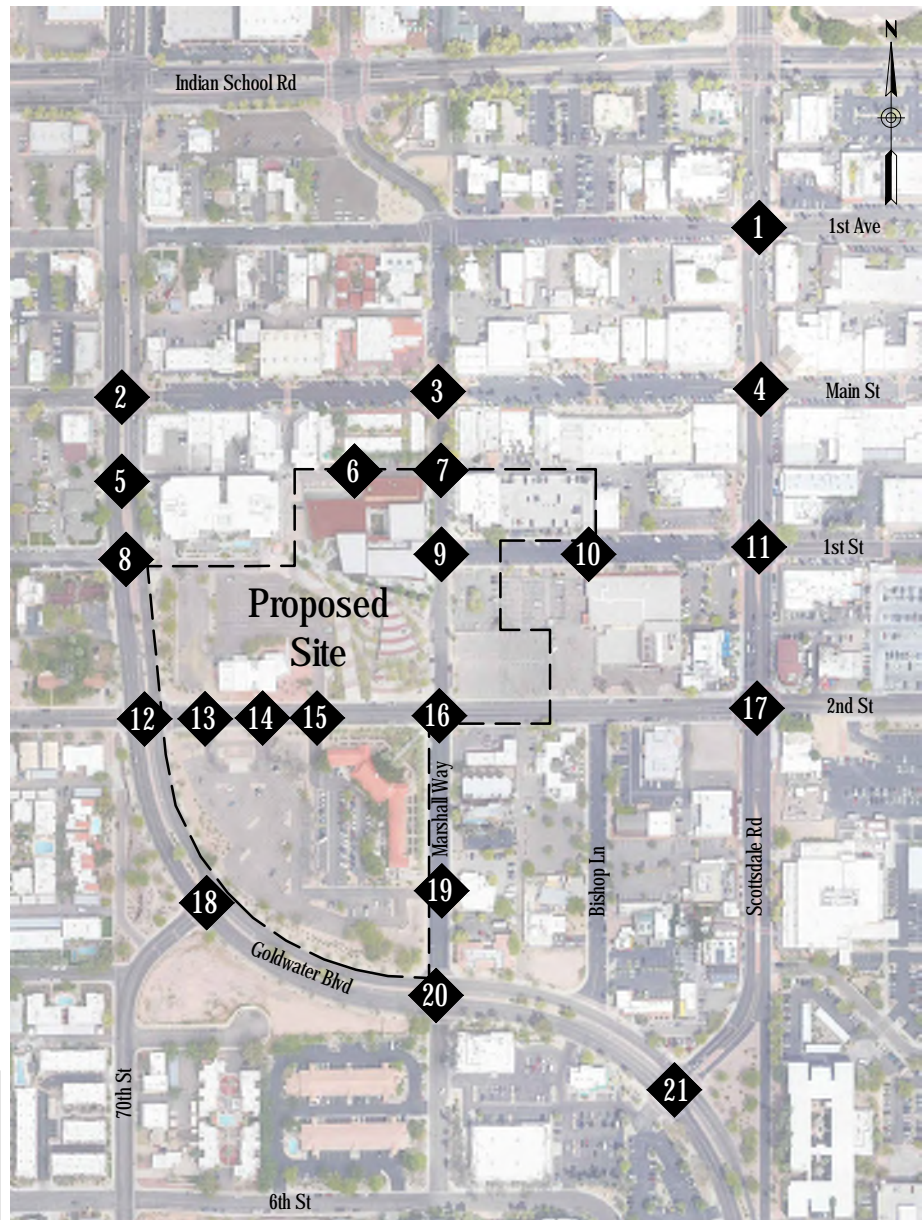 N
Indian School Rd
1
1st Ave
2
3
4
Main St
5
6
7
8
9
10
11
1st St
Proposed
Site
12
13
14
15
16
17
2nd St
Marshall Way
Bishop Ln
Scottsdale Rd
18
19
Goldwater Blvd
20
21
70th St
6th St